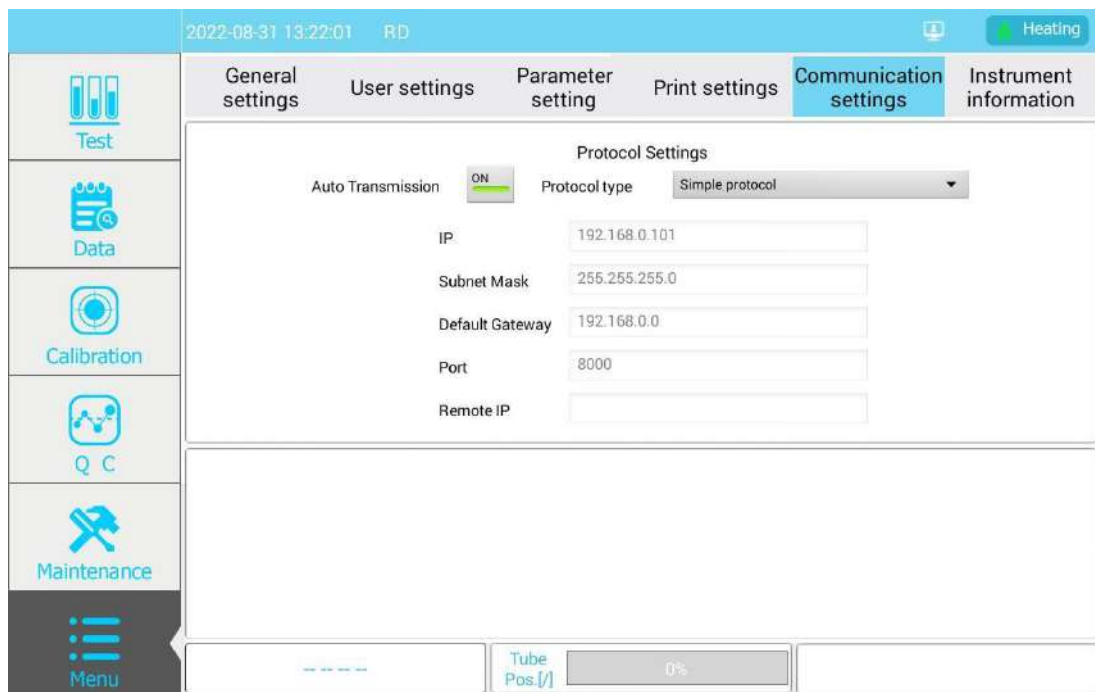 2022-08-31 13:22:01 RD
Heating
Test
Data
Calibration
Q C
Maintenance
Menu
General settings
User settings
Parameter setting
Print settings
Communication settings
Instrument information
Protocol Settings
Auto Transmission ON Protocol type Simple protocol
IP 192.168.0.101
Subnet Mask 255.255.255.0
Default Gateway 192.168.0.0
Port 8000
Remote IP
-- -- -- --
Tube
Pos.[/]
0%